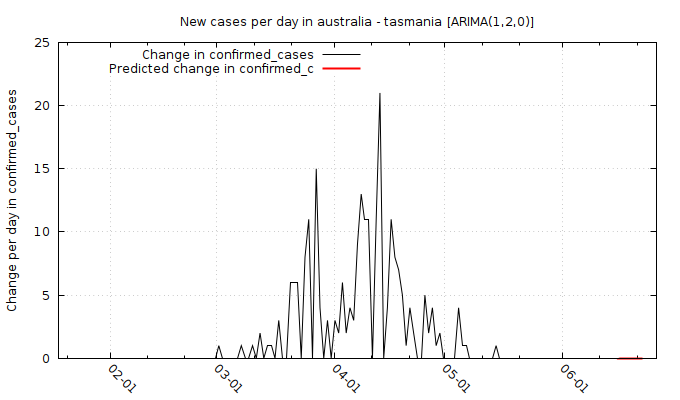 New cases per day in australia - tasmania [ARIMA(1,2,0)]
Change in confirmed_cases
Predicted change in confirmed_c
Change per day in confirmed_cases
25
20
15
10
5
0
02-01
03-01
04-01
05-01
06-01